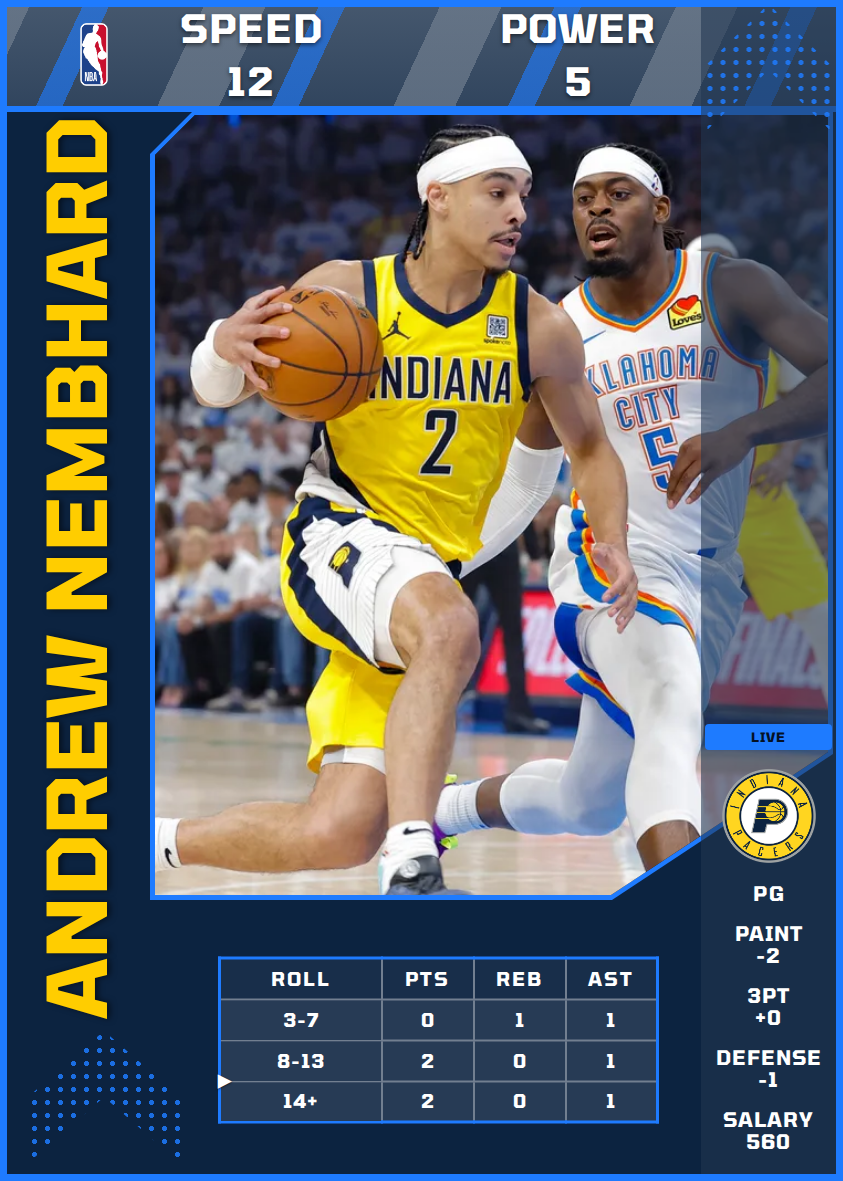 SPEED
12
POWER
5
NBA
ANDREW NEMBHARD
INDIANA
2
Love's
OKLAHOMA
CITY
5
FINALS
LIVE
INDIANA
P
PACERS
PG
PAINT
-2
3PT
+0
DEFENSE
-1
SALARY
560
ROLL PTS REB AST
3-7 0 1 1
8-13 2 0 1
14+ 2 0 1